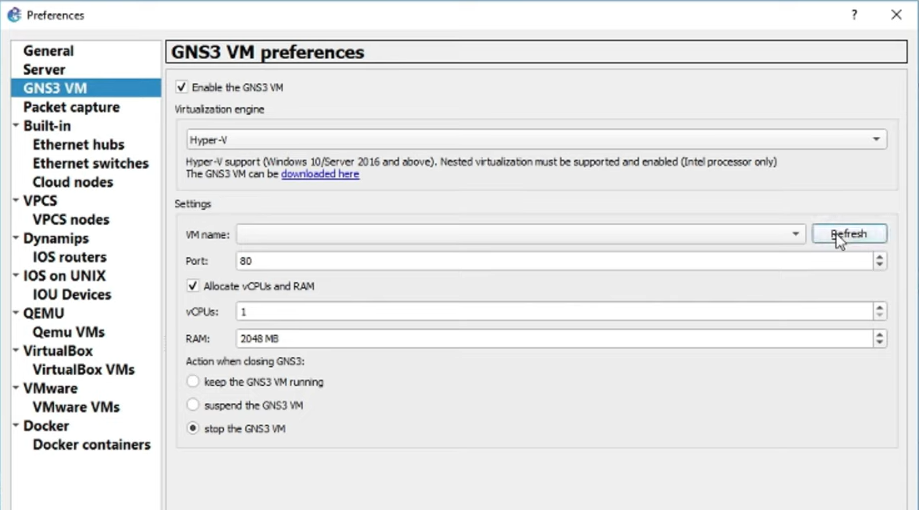 Preferences
?
General
Server
GNS3 VM
Packet capture
Built-in
Ethernet hubs
Ethernet switches
Cloud nodes
VPCS
VPCS nodes
Dynamips
IOS routers
IOS on UNIX
IOU Devices
QEMU
Qemu VMs
VirtualBox
VirtualBox VMs
VMware
VMware VMs
Docker
Docker containers
GNS3 VM preferences
Enable the GNS3 VM
Virtualization engine
Hyper-V
Hyper-V support (Windows 10/Server 2016 and above). Nested virtualization must be supported and enabled (Intel processor only)
The GNS3 VM can be downloaded here
Settings
VM name:
Refresh
Port: 80
Allocate vCPUs and RAM
vCPUs: 1
RAM: 2048 MB
Action when closing GNS3:
keep the GNS3 VM running
suspend the GNS3 VM
stop the GNS3 VM